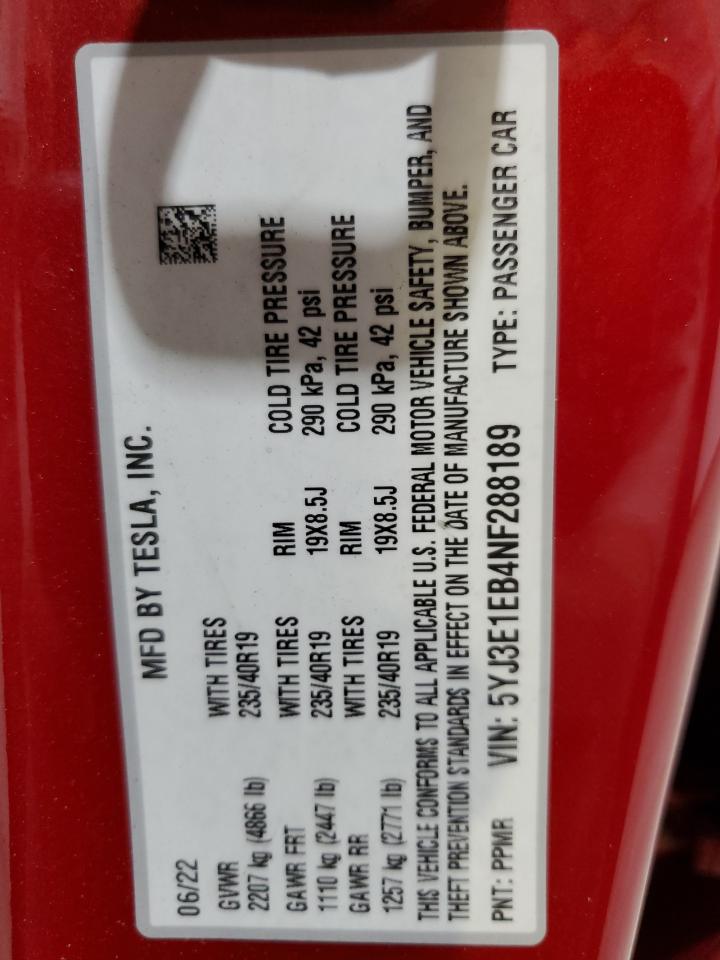 MFD BY TESLA, INC.
06/22
GVWR WITH TIRES
2207 kg (4866 lb) 235/40R19
GAWR FRT WITH TIRES RIM COLD TIRE PRESSURE
1110 kg (2447 lb) 235/40R19 19X8.5J 290 kPa, 42 psi
GAWR RR WITH TIRES RIM COLD TIRE PRESSURE
1257 kg (2771 lb) 235/40R19 19X8.5J 290 kPa, 42 psi
THIS VEHICLE CONFORMS TO ALL APPLICABLE U.S. FEDERAL MOTOR VEHICLE SAFETY, BUMPER, AND
THEFT PREVENTION STANDARDS IN EFFECT ON THE DATE OF MANUFACTURE SHOWN ABOVE.
PNT: PPMR VIN: 5YJ3E1EB4NF288189 TYPE: PASSENGER CAR